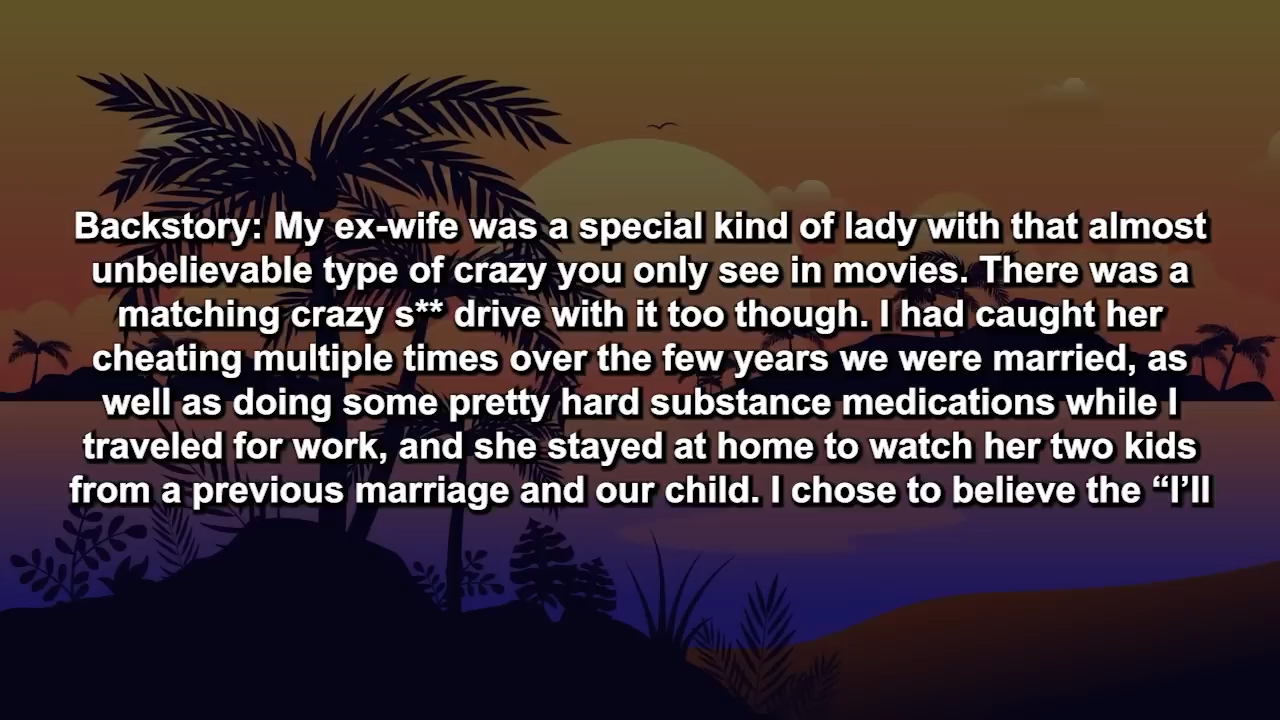 Backstory: My ex-wife was a special kind of lady with that almost
unbelievable type of crazy you only see in movies. There was a
matching crazy s** drive with it too though. I had caught her
cheating multiple times over the few years we were married, as
well as doing some pretty hard substance medications while I
traveled for work, and she stayed at home to watch her two kids
from a previous marriage and our child. I chose to believe the “I’ll